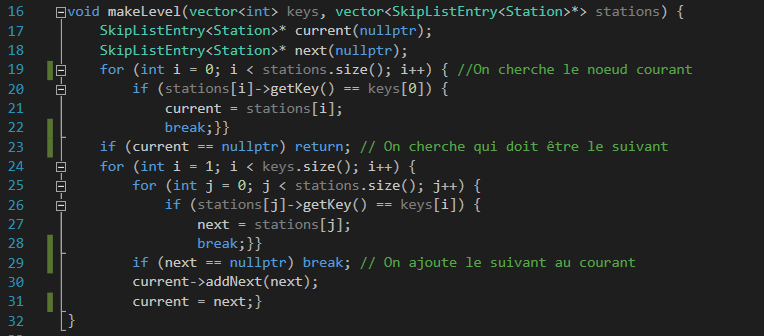 16 void makeLevel(vector<int> keys, vector<SkipListEntry<Station>*> stations) {
17 SkipListEntry<Station>* current(nullptr);
18 SkipListEntry<Station>* next(nullptr);
19 for (int i = 0; i < stations.size(); i++) { //On cherche le noeud courant
20 if (stations[i]->getKey() == keys[0]) {
21 current = stations[i];
22 break;}}
23 if (current == nullptr) return; // On cherche qui doit être le suivant
24 for (int i = 1; i < keys.size(); i++) {
25 for (int j = 0; j < stations.size(); j++) {
26 if (stations[j]->getKey() == keys[i]) {
27 next = stations[j];
28 break;}}
29 if (next == nullptr) break; // On ajoute le suivant au courant
30 current->addNext(next);
31 current = next;}
32 }